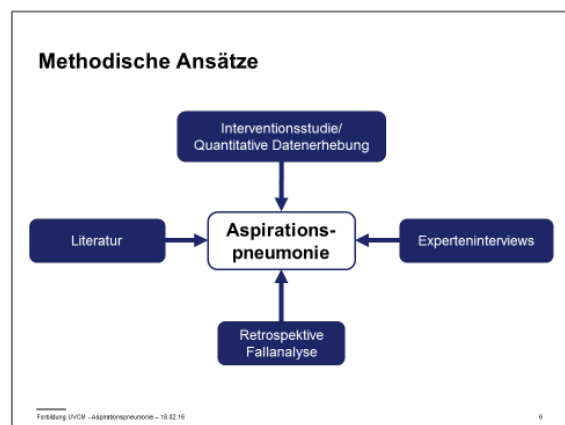 Methodische Ansätze
Interventionsstudie/
Quantitative Datenerhebung
Literatur
Aspirations-
pneumonie
Experteninterviews
Retrospektive
Fallanalyse
Fortbildung UVCM - Aspirationspneumonie – 18.02.16
6